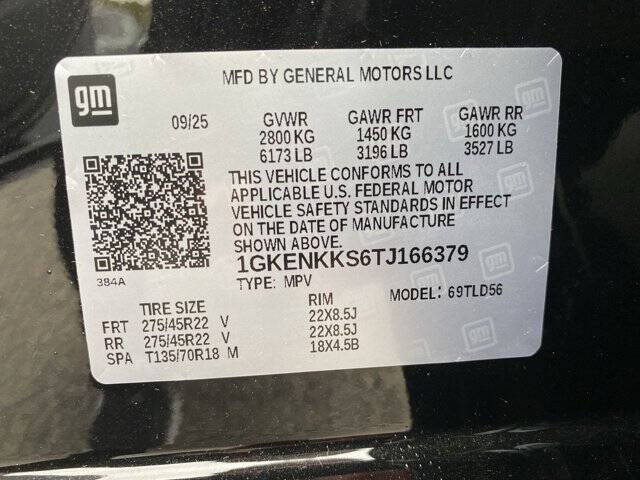 gm
MFD BY GENERAL MOTORS LLC
09/25 GVWR GAWR FRT GAWR RR
2800 KG 1450 KG 1600 KG
6173 LB 3196 LB 3527 LB
THIS VEHICLE CONFORMS TO ALL
APPLICABLE U.S. FEDERAL MOTOR
VEHICLE SAFETY STANDARDS IN EFFECT
ON THE DATE OF MANUFACTURE
SHOWN ABOVE.
384A
1GKENKKS6TJ166379
TYPE: MPV MODEL: 69TLD56
TIRE SIZE RIM
FRT 275/45R22 V 22X8.5J
RR 275/45R22 V 22X8.5J
SPA T135/70R18 M 18X4.5B